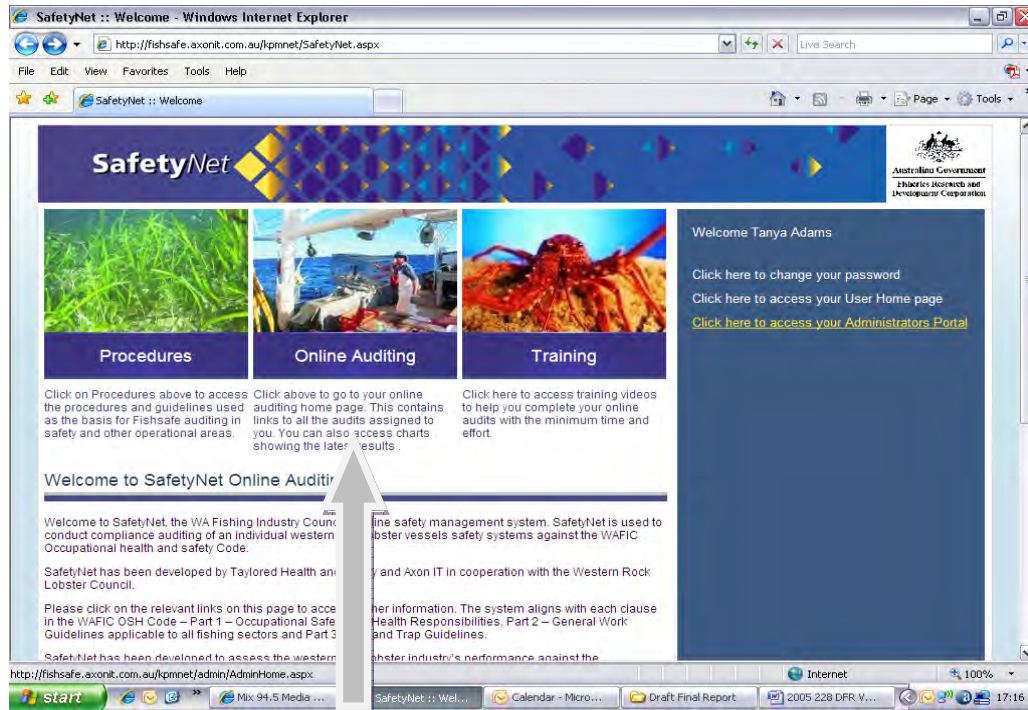 SafetyNet :: Welcome - Windows Internet Explorer
http://fishsafe.axonit.com.au/kpmnet/SafetyNet.aspx
Live Search
File Edit View Favorites Tools Help
SafetyNet :: Welcome
Page Tools
SafetyNet
Australian Government
Fisheries Research and
Development Corporation
Procedures
Click on Procedures above to access
the procedures and guidelines used
as the basis for Fishsafe auditing in
safety and other operational areas.
Online Auditing
Click above to go to your online
auditing home page. This contains
links to all the audits assigned to
you. You can also access charts
showing the latest results .
Training
Click here to access training videos
to help you complete your online
audits with the minimum time and
effort.
Welcome Tanya Adams
Click here to change your password
Click here to access your User Home page
Click here to access your Administrators Portal
Welcome to SafetyNet Online
Welcome to SafetyNet, the WA Fishing Industry safety management system. SafetyNet is used to
conduct compliance auditing of an individual western vessels safety systems against the WAFIC
Occupational health and safety Code.
SafetyNet has been developed by Taylored Health and Axon IT in cooperation with the Western Rock
Lobster Council.
Please click on the relevant links on this page to information. The system aligns with each clause
in the WAFIC OSH Code – Part 1 – Occupational Health Responsibilities, Part 2 – General Work
Guidelines applicable to all fishing sectors and Part and Trap Guidelines.
SafetyNet has been developed to assess the western industry's performance against the
http://fishsafe.axonit.com.au/kpmnet/admin/AdminHome.aspx
Internet
100%
start
Mix 94.5 Media ...
SafetyNet :: Wel...
Calendar - Micro...
Draft Final Report
2005 228 DFR V...
17:16